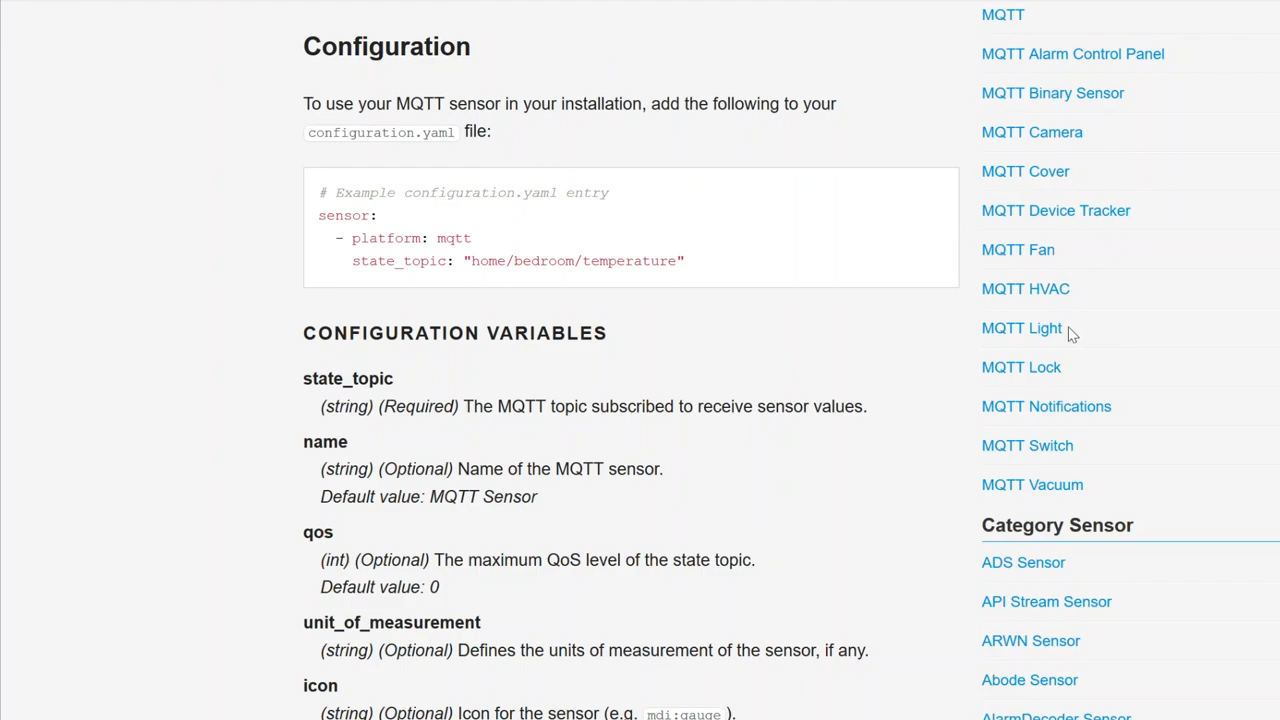 Configuration
To use your MQTT sensor in your installation, add the following to your
configuration.yaml file:
# Example configuration.yaml entry
sensor:
- platform: mqtt
state_topic: "home/bedroom/temperature"
CONFIGURATION VARIABLES
state_topic
(string) (Required) The MQTT topic subscribed to receive sensor values.
name
(string) (Optional) Name of the MQTT sensor.
Default value: MQTT Sensor
qos
(int) (Optional) The maximum QoS level of the state topic.
Default value: 0
unit_of_measurement
(string) (Optional) Defines the units of measurement of the sensor, if any.
icon
(string) (Optional) Icon for the sensor (e.g. mdi:gauge ).
MQTT
MQTT Alarm Control Panel
MQTT Binary Sensor
MQTT Camera
MQTT Cover
MQTT Device Tracker
MQTT Fan
MQTT HVAC
MQTT Light
MQTT Lock
MQTT Notifications
MQTT Switch
MQTT Vacuum
Category Sensor
ADS Sensor
API Stream Sensor
ARWN Sensor
Abode Sensor
AlarmDecoder Sensor